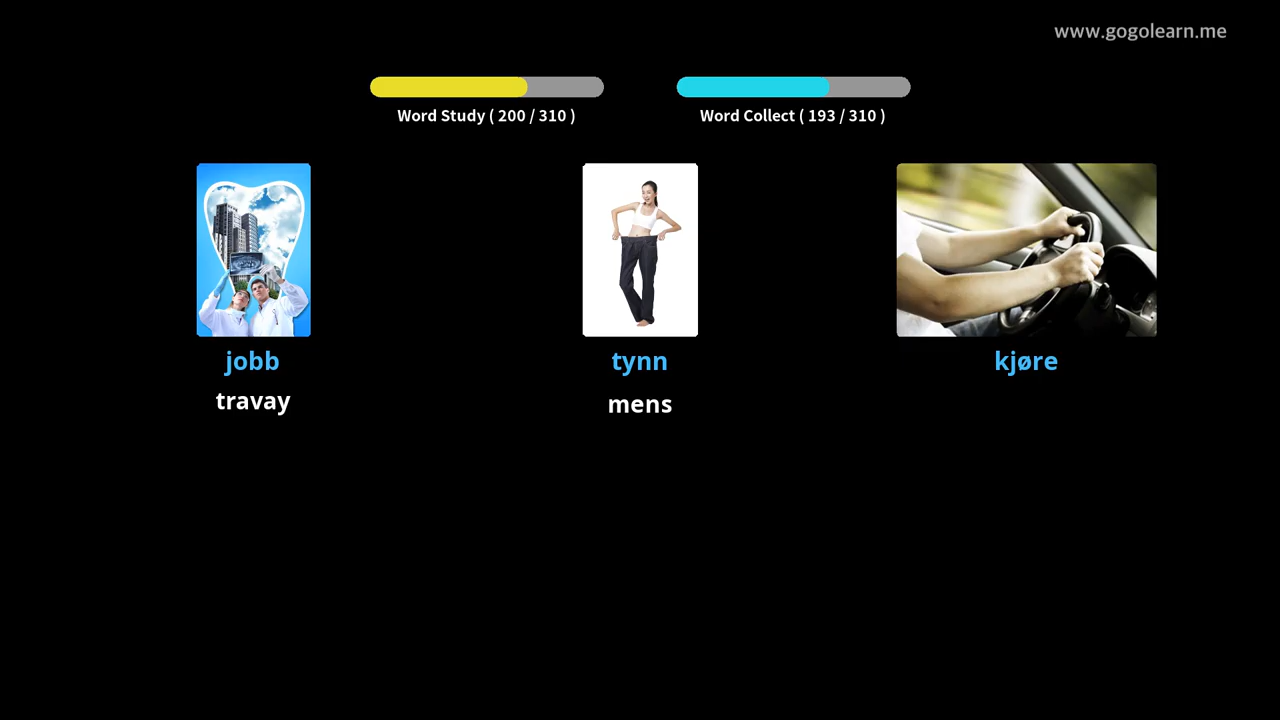 www.gogolearn.me
Word Study ( 200 / 310 )
Word Collect ( 193 / 310 )
jobb
tynn
kjøre
travay
mens